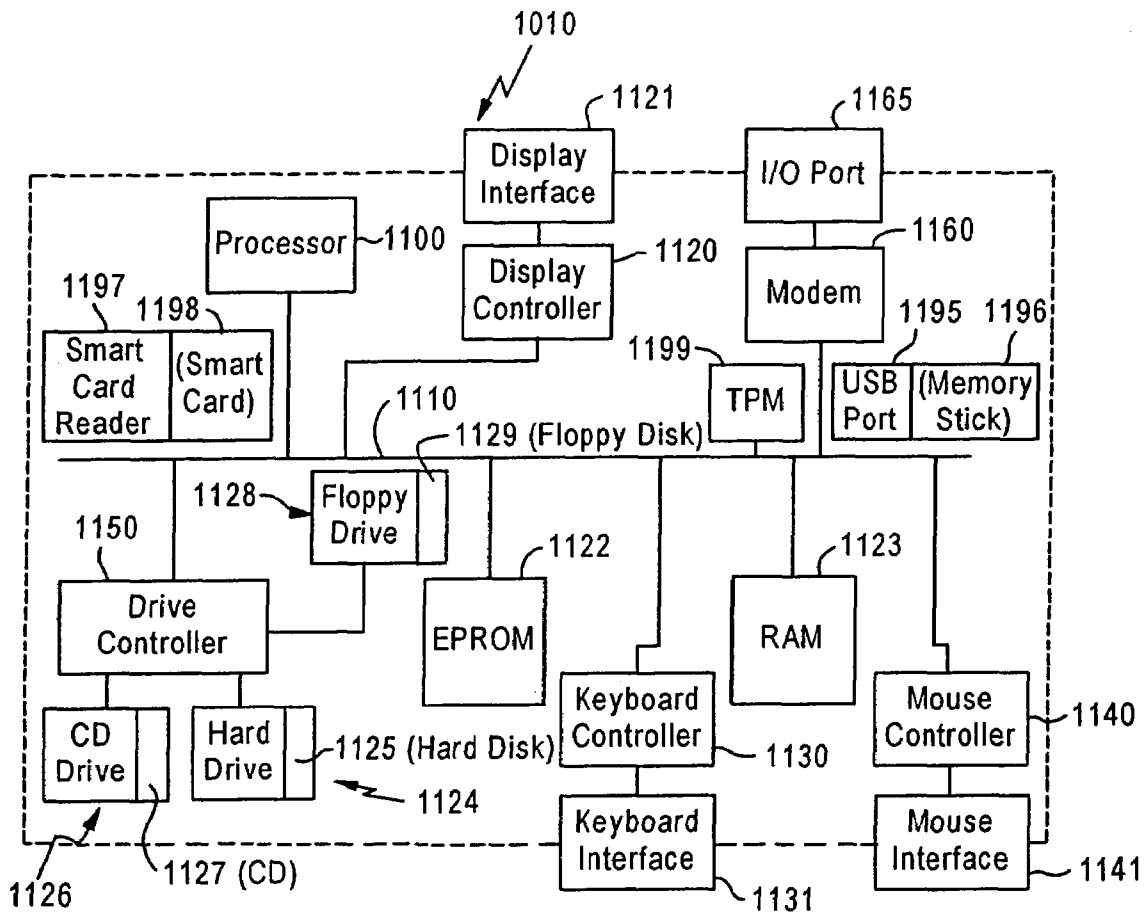 1010
1121
1165
Display
Interface
I/O Port
Processor
1100
1120
1160
Display
Controller
Modem
1197
1198
1195
1196
Smart
Card
Reader
(Smart
Card)
1199
TPM
USB
Port
(Memory
Stick)
1110
1129 (Floppy Disk)
1128
Floppy
Drive
1150
1122
1123
Drive
Controller
EPROM
RAM
CD
Drive
Hard
Drive
1125 (Hard Disk)
1124
Keyboard
Controller
1130
Mouse
Controller
1140
1126
1127 (CD)
Keyboard
Interface
1131
Mouse
Interface
1141